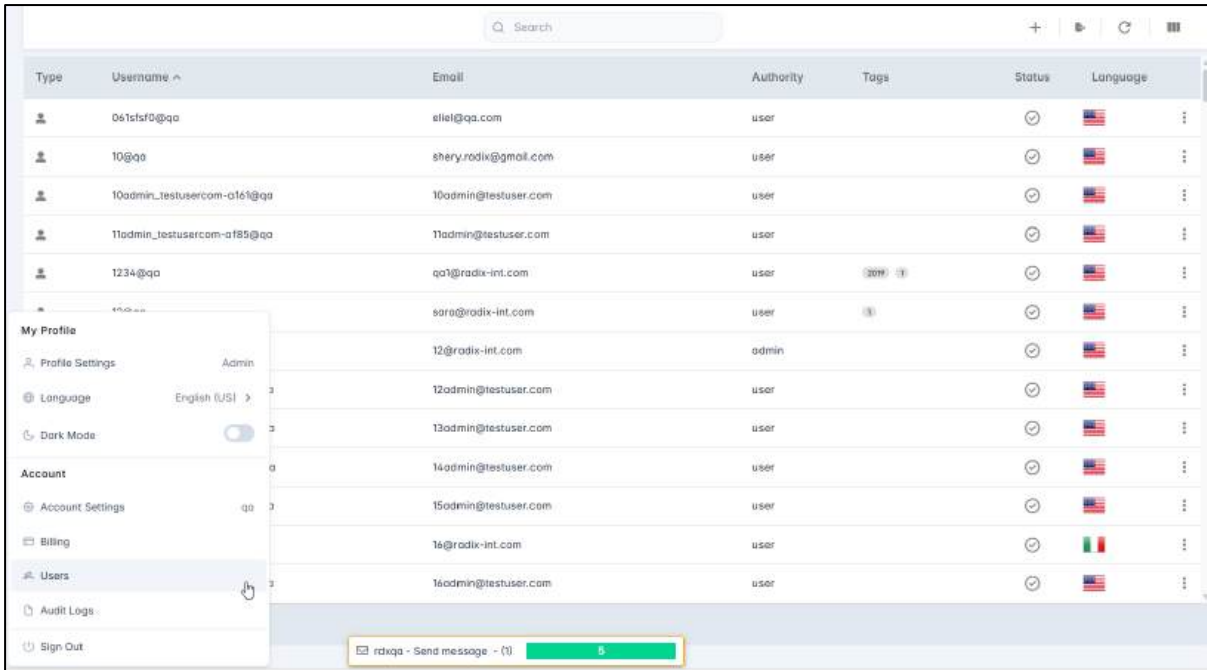 Search
Type Username Email Authority Tags Status Language
061sfsf0@qa eliel@qa.com user
10@qa shery.radix@gmail.com user
10admin_testusercom-a161@qa 10admin@testuser.com user
11admin_testusercom-af85@qa 11admin@testuser.com user
1234@qa qa1@radix-int.com user 2019 1
sara@radix-int.com user 1
My Profile
12@radix-int.com admin
Profile Settings Admin
12admin@testuser.com user
Language English (US)
13admin@testuser.com user
Dark Mode
14admin@testuser.com user
Account
15admin@testuser.com user
Account Settings qa
16@radix-int.com user
Billing
16admin@testuser.com user
Users
Audit Logs
Sign Out
rdxqa - Send message - (1) 5